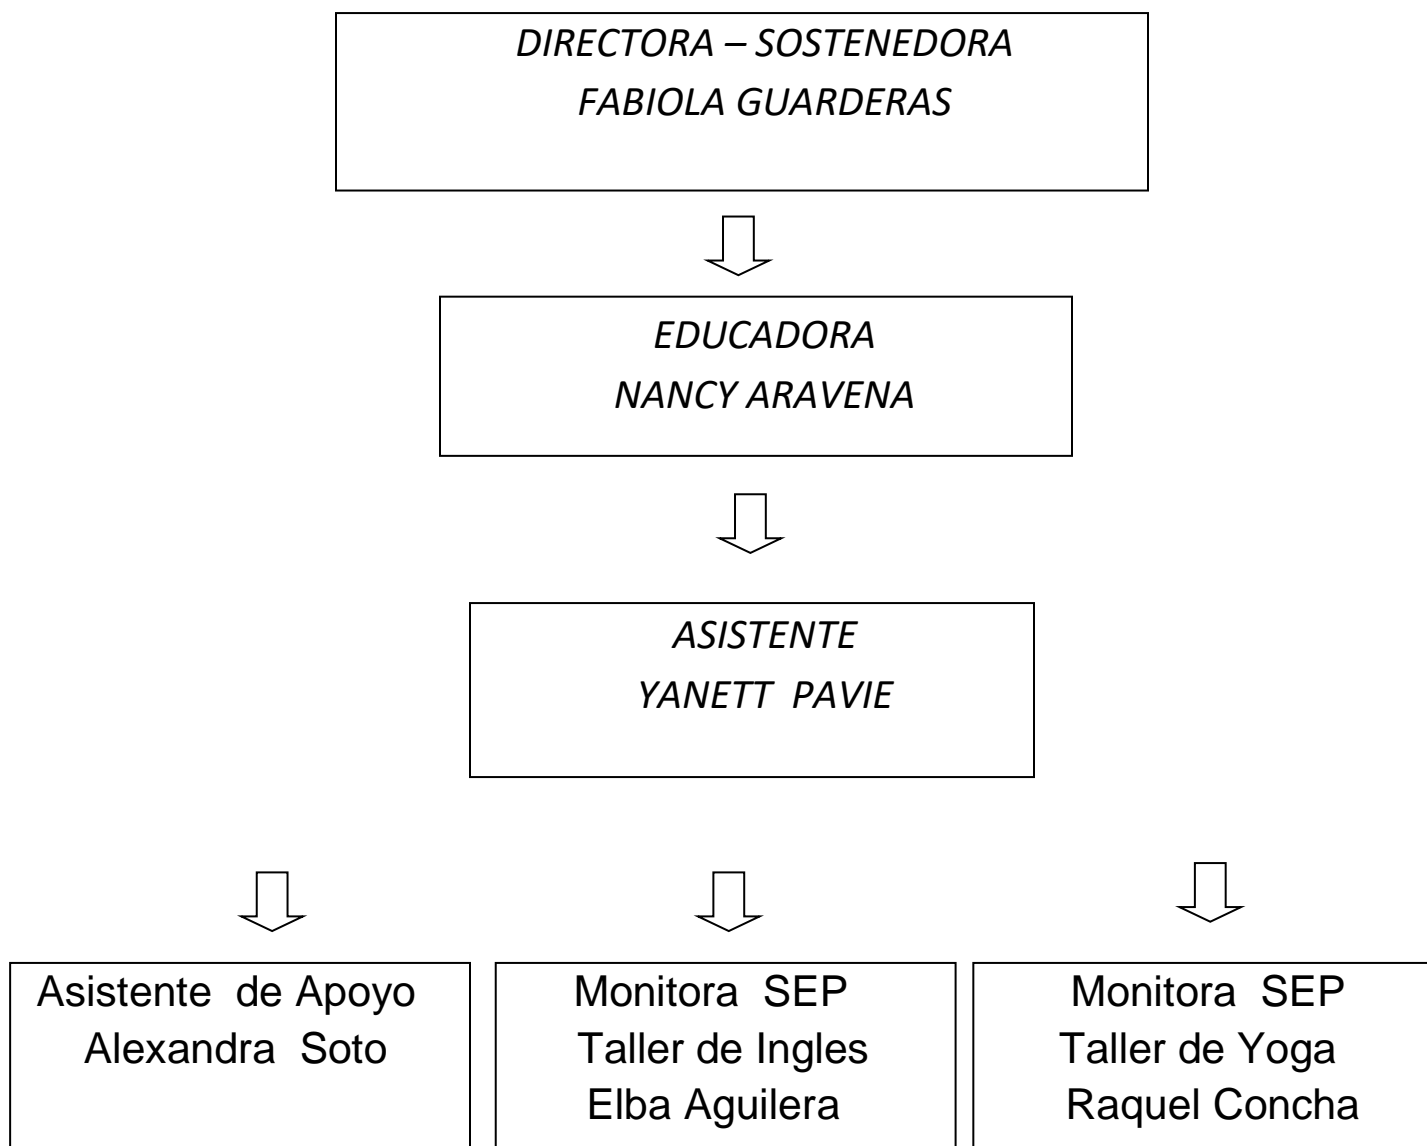 DIRECTORA – SOSTENEDORA
FABIOLA GUARDERAS
EDUCADORA
NANCY ARAVENA
ASISTENTE
YANETT  PAVIE
Asistente  de Apoyo
Alexandra  Soto
Monitora  SEP
Taller de Ingles
Elba Aguilera
Monitora  SEP
Taller de Yoga
Raquel Concha